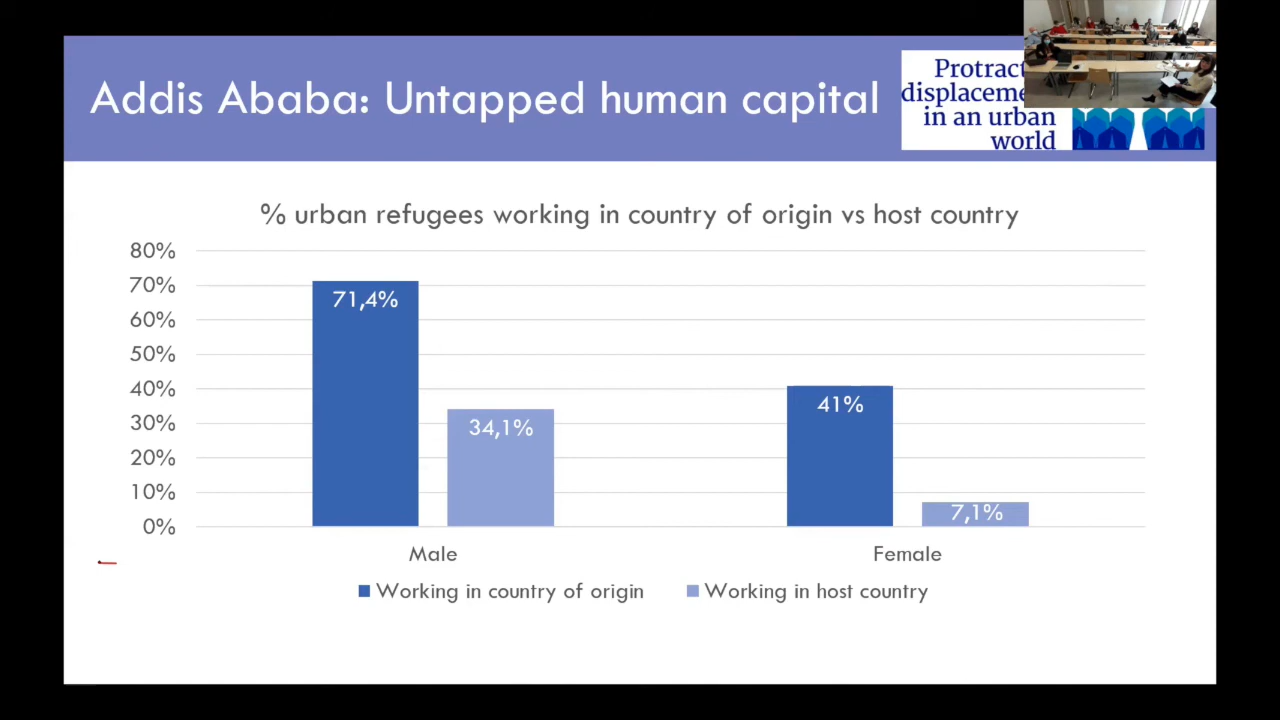 Addis Ababa: Untapped human capital
Protract
displaceme
in an urban
world
% urban refugees working in country of origin vs host country
80%
70%
60%
50%
40%
30%
20%
10%
0%
71,4%
34,1%
41%
7,1%
Male
Female
Working in country of origin
Working in host country